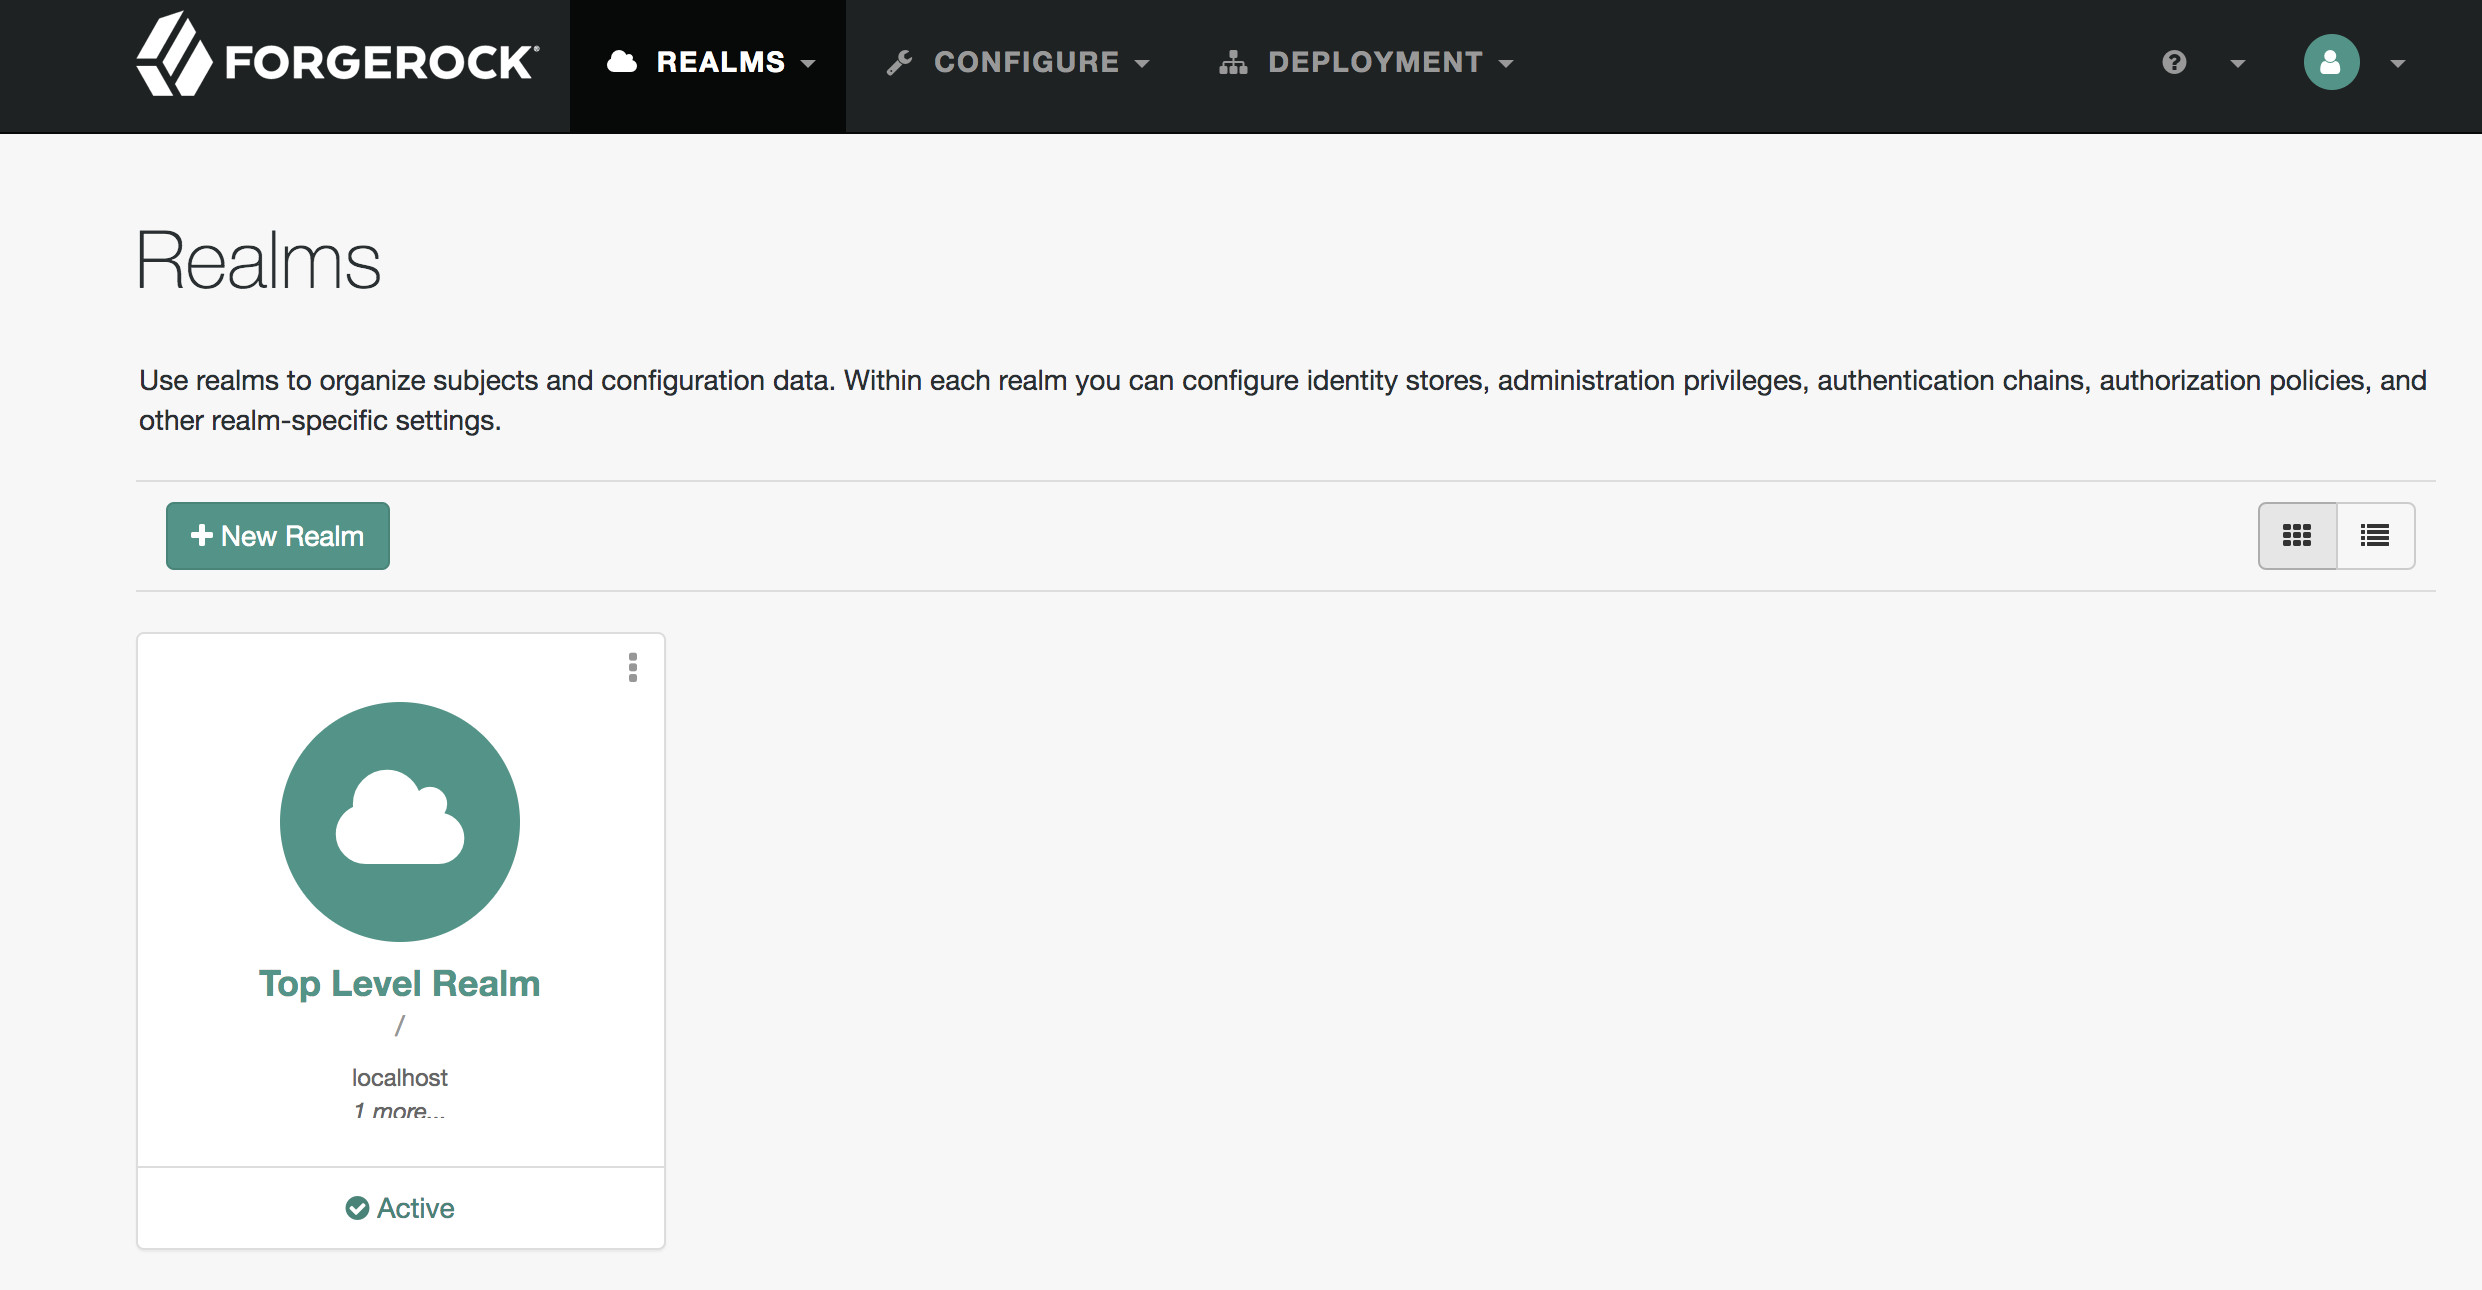 FORGEROCK®
REALMS
CONFIGURE
DEPLOYMENT
Realms
Use realms to organize subjects and configuration data. Within each realm you can configure identity stores, administration privileges, authentication chains, authorization policies, and
other realm-specific settings.
New Realm
Top Level Realm
/
localhost
1 more...
Active